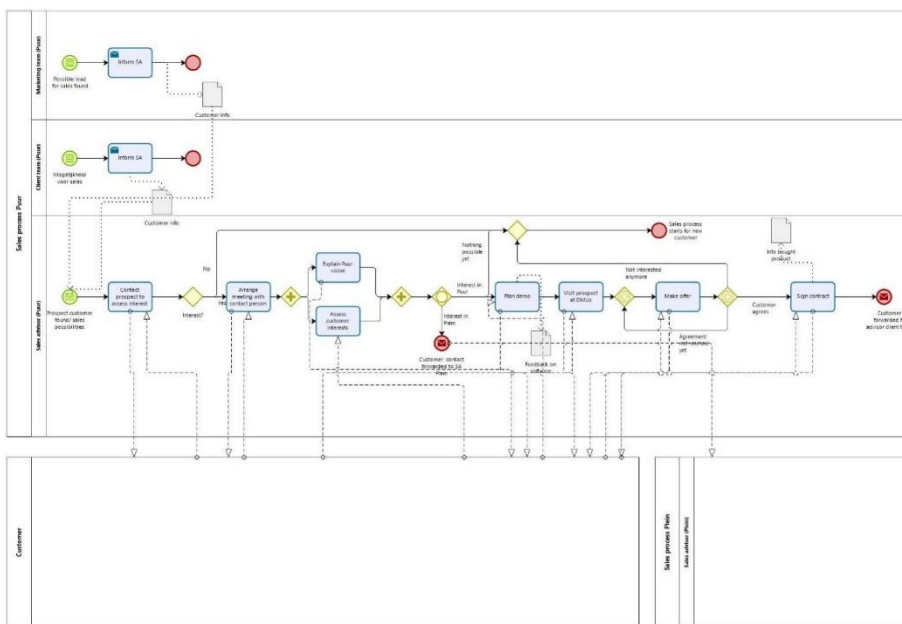 Sales process Puur
Marketing team (Puur)
Possible lead
for sales found
Inform SA
Customer info
Client team (Puur)
Mogelijkheid
voor sales
Inform SA
Customer info
Sales advisor (Puur)
Prospect customer
found/ sales
possibilities
Contact
prospect to
assess interest
Interest?
No
Arrange
meeting with
contact person
Explain Puur
vision
Assess
customer
interests
Nothing
possible
yet
Interest in
Puur
Interest in
Customer contact
forwarded to SA
Plan demo
Feedback on
Visit prospect
at DMUs
Not interested
anymore
Sales process
starts for new
customer
Make offer
Agreement
not reached
yet
Customer
agrees
Info bought
product
Sign contract
Customer
forwarded t
advisor client t
Customer
Sales process Plein
Sales advisor (Plein)